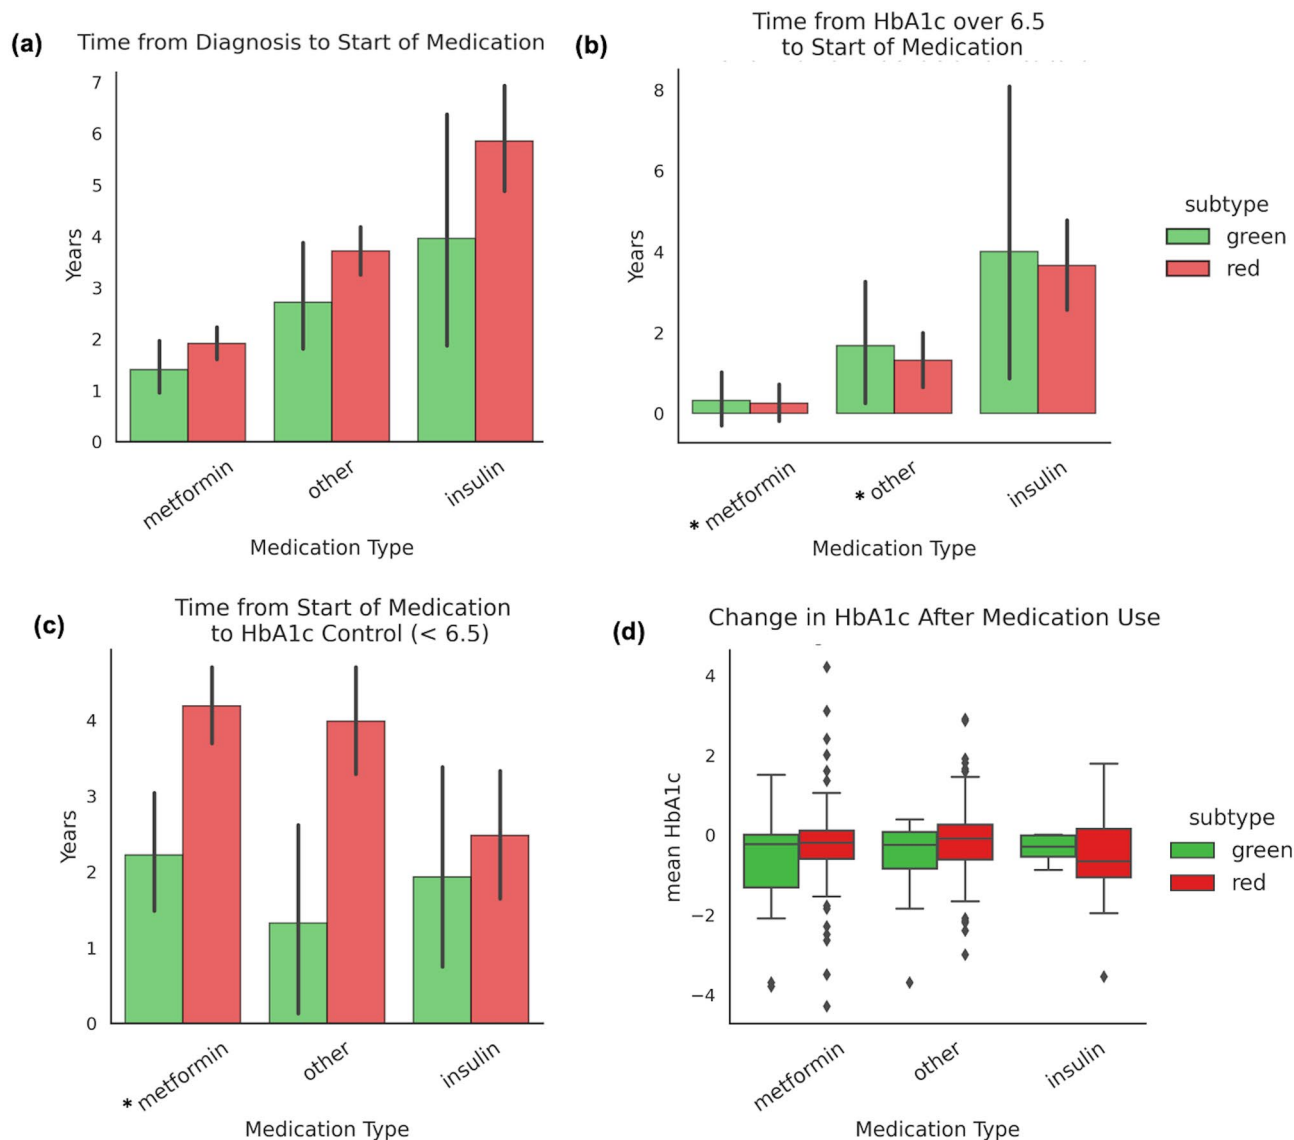 (a) Time from Diagnosis to Start of Medication
7
6
5
4
3
2
1
0
Years
metformin
other
insulin
Medication Type
(b)
Time from HbA1c over 6.5
to Start of Medication
8
6
4
2
0
Years
* metformin
* other
insulin
Medication Type
subtype
green
red
(c)
Time from Start of Medication
to HbA1c Control (< 6.5)
4
3
2
1
0
Years
* metformin
other
insulin
Medication Type
(d)
Change in HbA1c After Medication Use
4
2
0
−2
−4
mean HbA1c
metformin
other
insulin
Medication Type
subtype
green
red